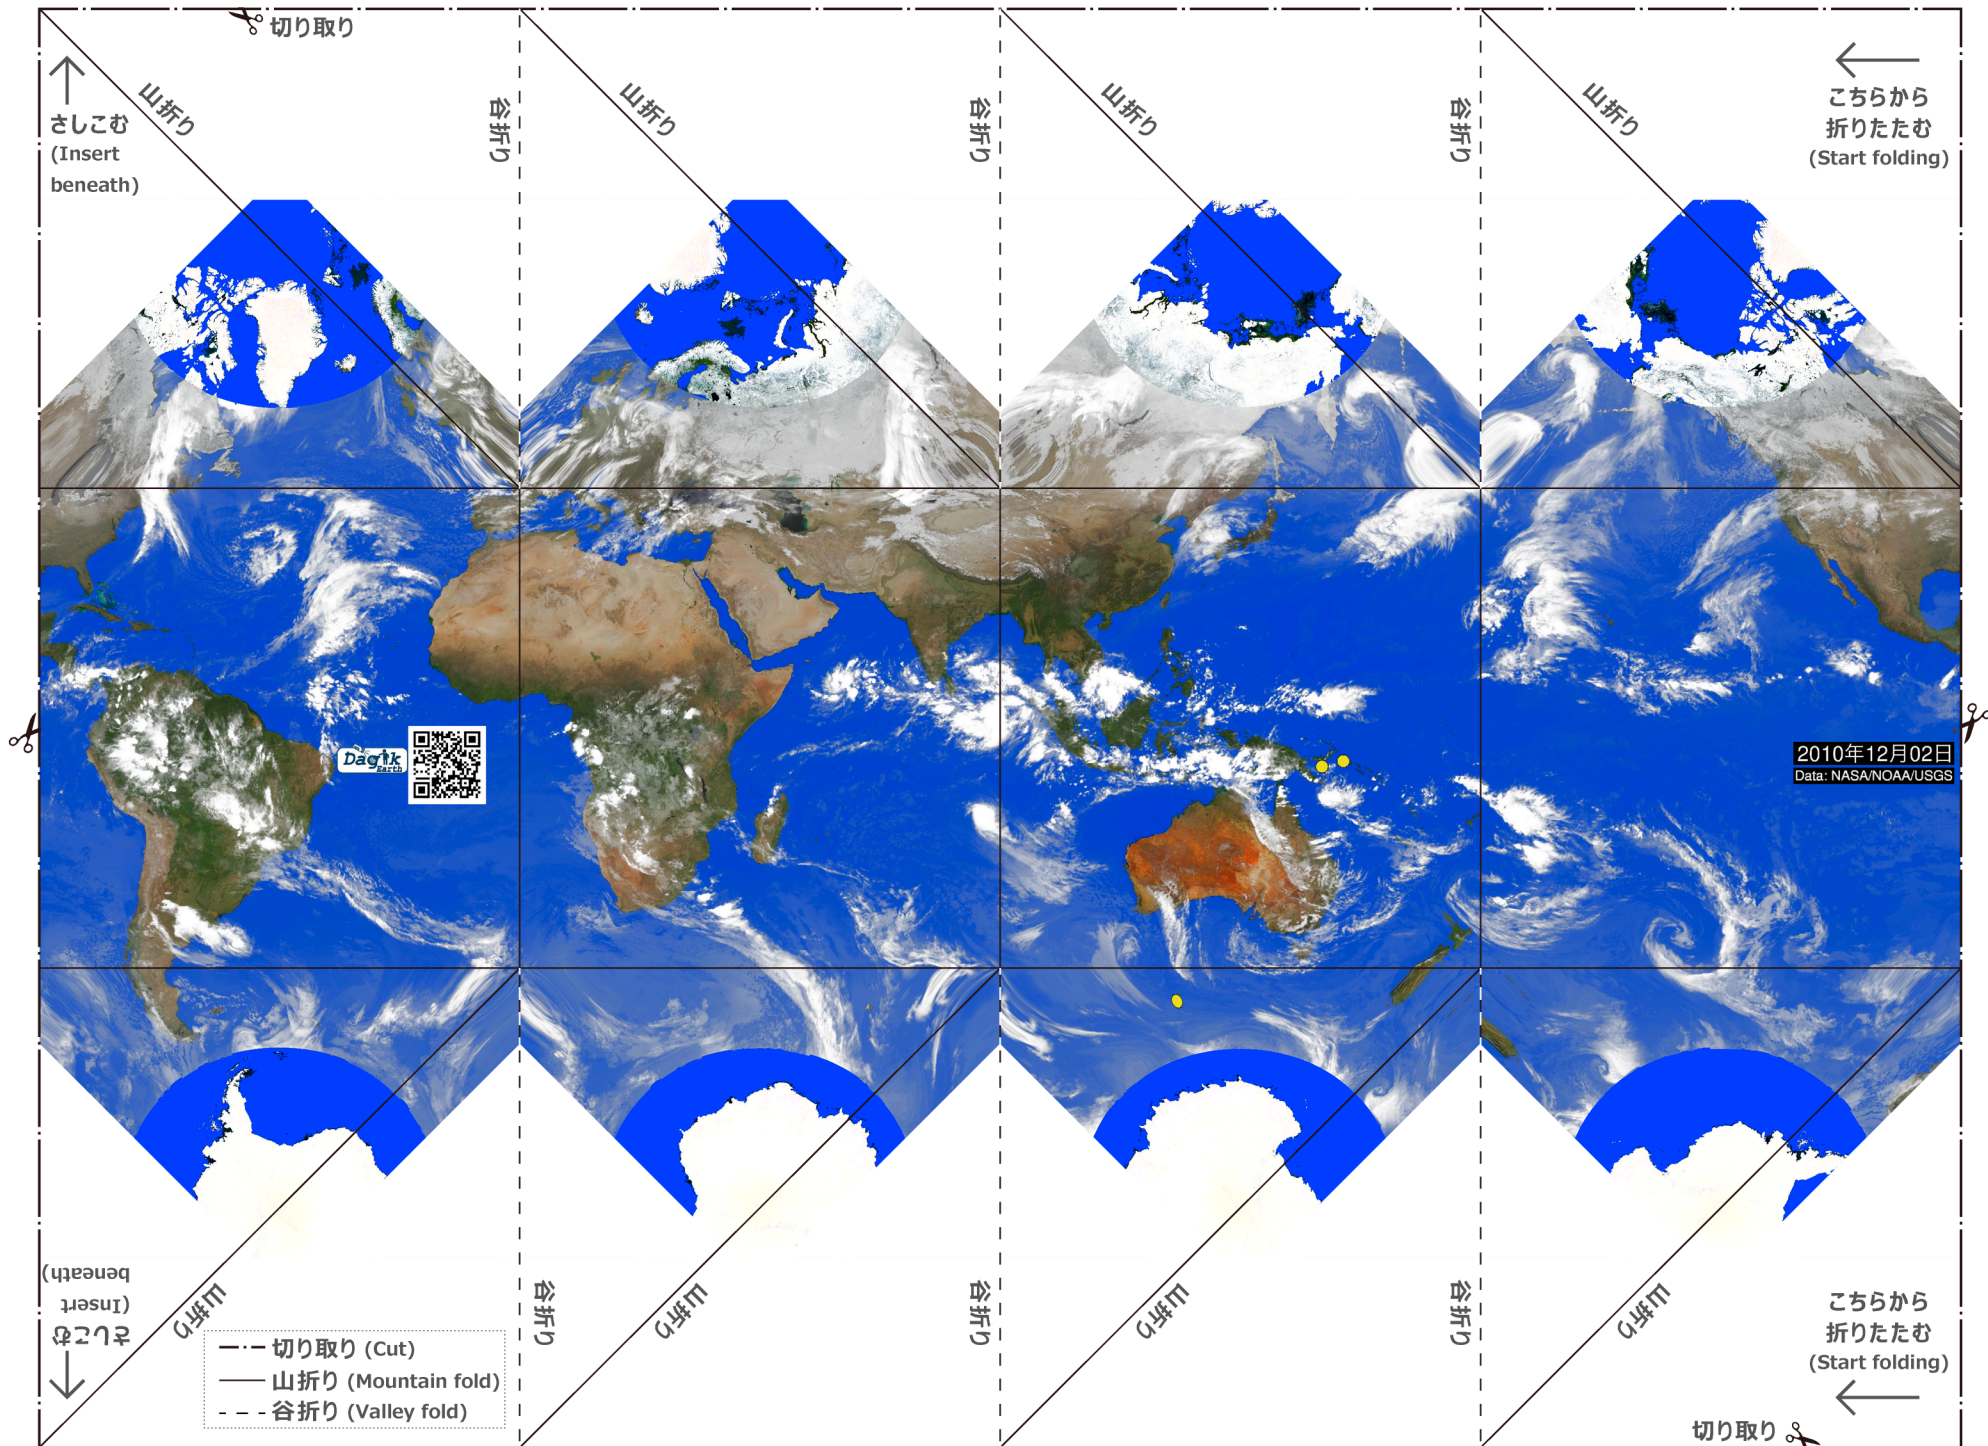 切り取り
さしこむ
(Insert
beneath)
山折り
谷折り
山折り
谷折り
山折り
谷折り
山折り
こちらから
折りたたむ
(Start folding)
Dagik
Earth
2010年12月02日
Data: NASA/NOAA/USGS
さしこむ
(Insert
beneath)
山折り
谷折り
山折り
谷折り
山折り
谷折り
山折り
こちらから
折りたたむ
(Start folding)
切り取り (Cut)
山折り (Mountain fold)
谷折り (Valley fold)
切り取り